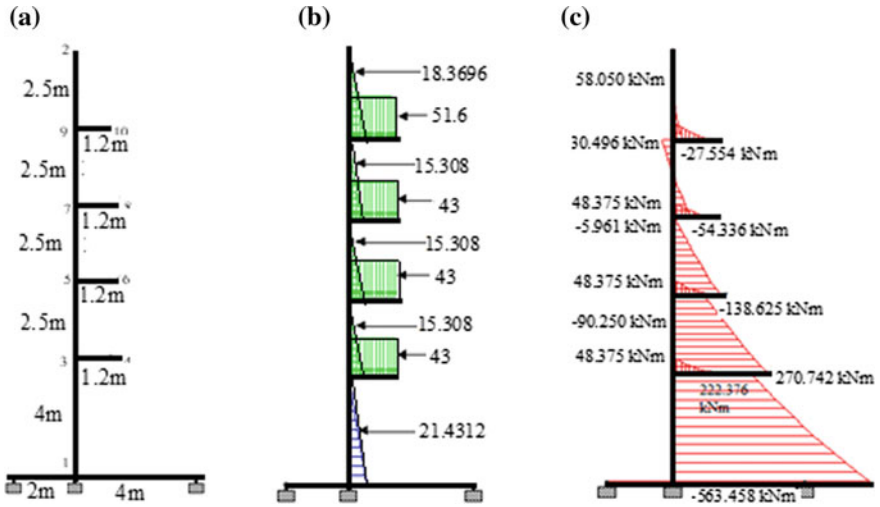 (a)
2
2.5m
9
10
1.2m
2.5m
7
1.2m
2.5m
5
6
1.2m
2.5m
3
4
1.2m
4m
1
2m
4m
(b)
18.3696
51.6
15.308
43
15.308
43
15.308
43
21.4312
(c)
58.050 kNm
30.496 kNm
-27.554 kNm
48.375 kNm
-5.961 kNm
-54.336 kNm
48.375 kNm
-138.625 kNm
-90.250 kNm
48.375 kNm
270.742 kNm
222.376
kNm
-563.458 kNm